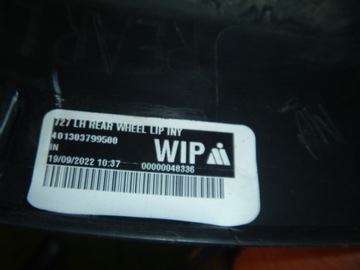 727 LH REAR WHEEL LIP INY
401303799500
IN
WIP
19/09/2022 10:37
00000048336